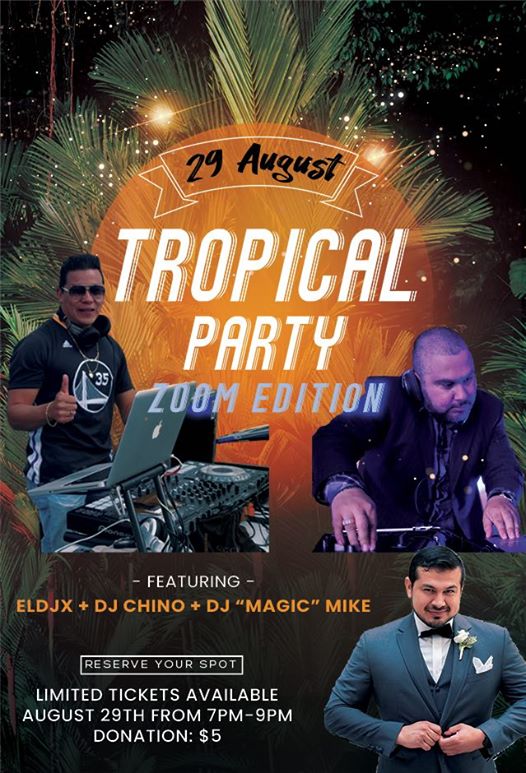 29 August
TROPICAL
PARTY
ZOOM EDITION
35
- FEATURING -
ELDJX + DJ CHINO + DJ “MAGIC” MIKE
RESERVE YOUR SPOT
LIMITED TICKETS AVAILABLE
AUGUST 29TH FROM 7PM-9PM
DONATION: $5